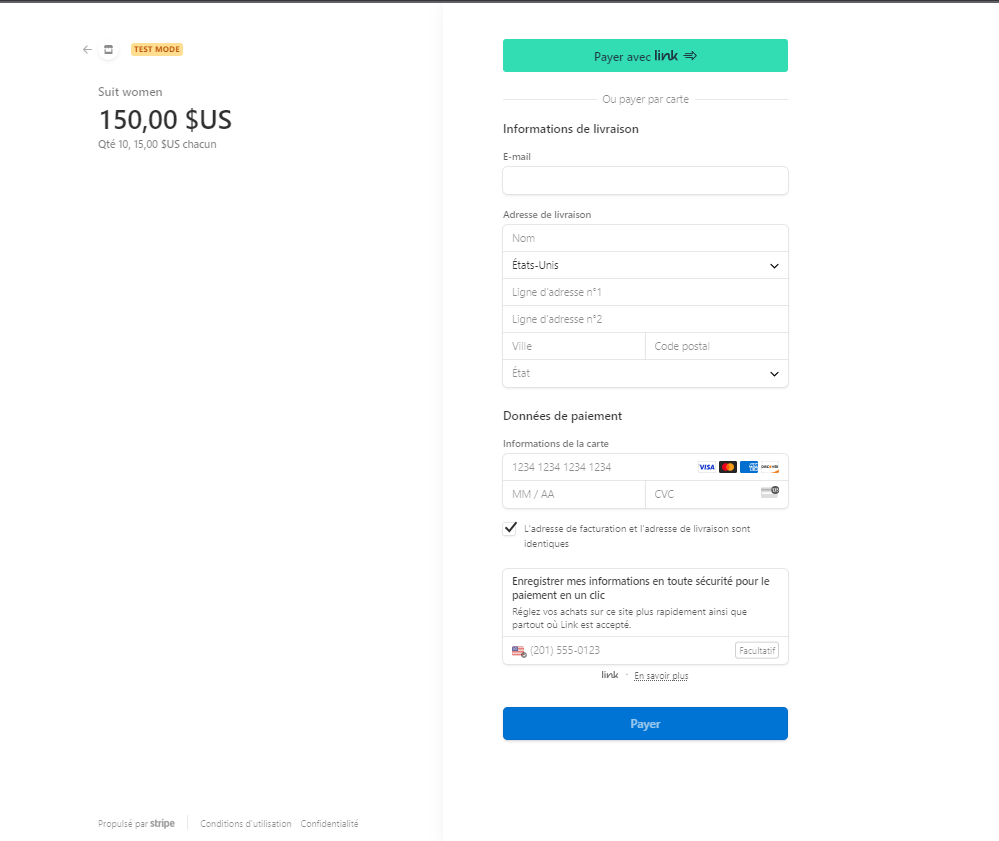 TEST MODE
Suit women
150,00 $US
Qté 10, 15,00 $US chacun
Propulsé par stripe
Conditions d'utilisation
Confidentialité
Payer avec link
Ou payer par carte
Informations de livraison
E-mail
Adresse de livraison
Nom
États-Unis
Ligne d'adresse n°1
Ligne d'adresse n°2
Ville
Code postal
État
Données de paiement
Informations de la carte
1234 1234 1234 1234
VISA
MM / AA
CVC
L'adresse de facturation et l'adresse de livraison sont
identiques
Enregistrer mes informations en toute sécurité pour le
paiement en un clic
Réglez vos achats sur ce site plus rapidement ainsi que
partout où Link est accepté.
(201) 555-0123
Facultatif
link · En savoir plus
Payer